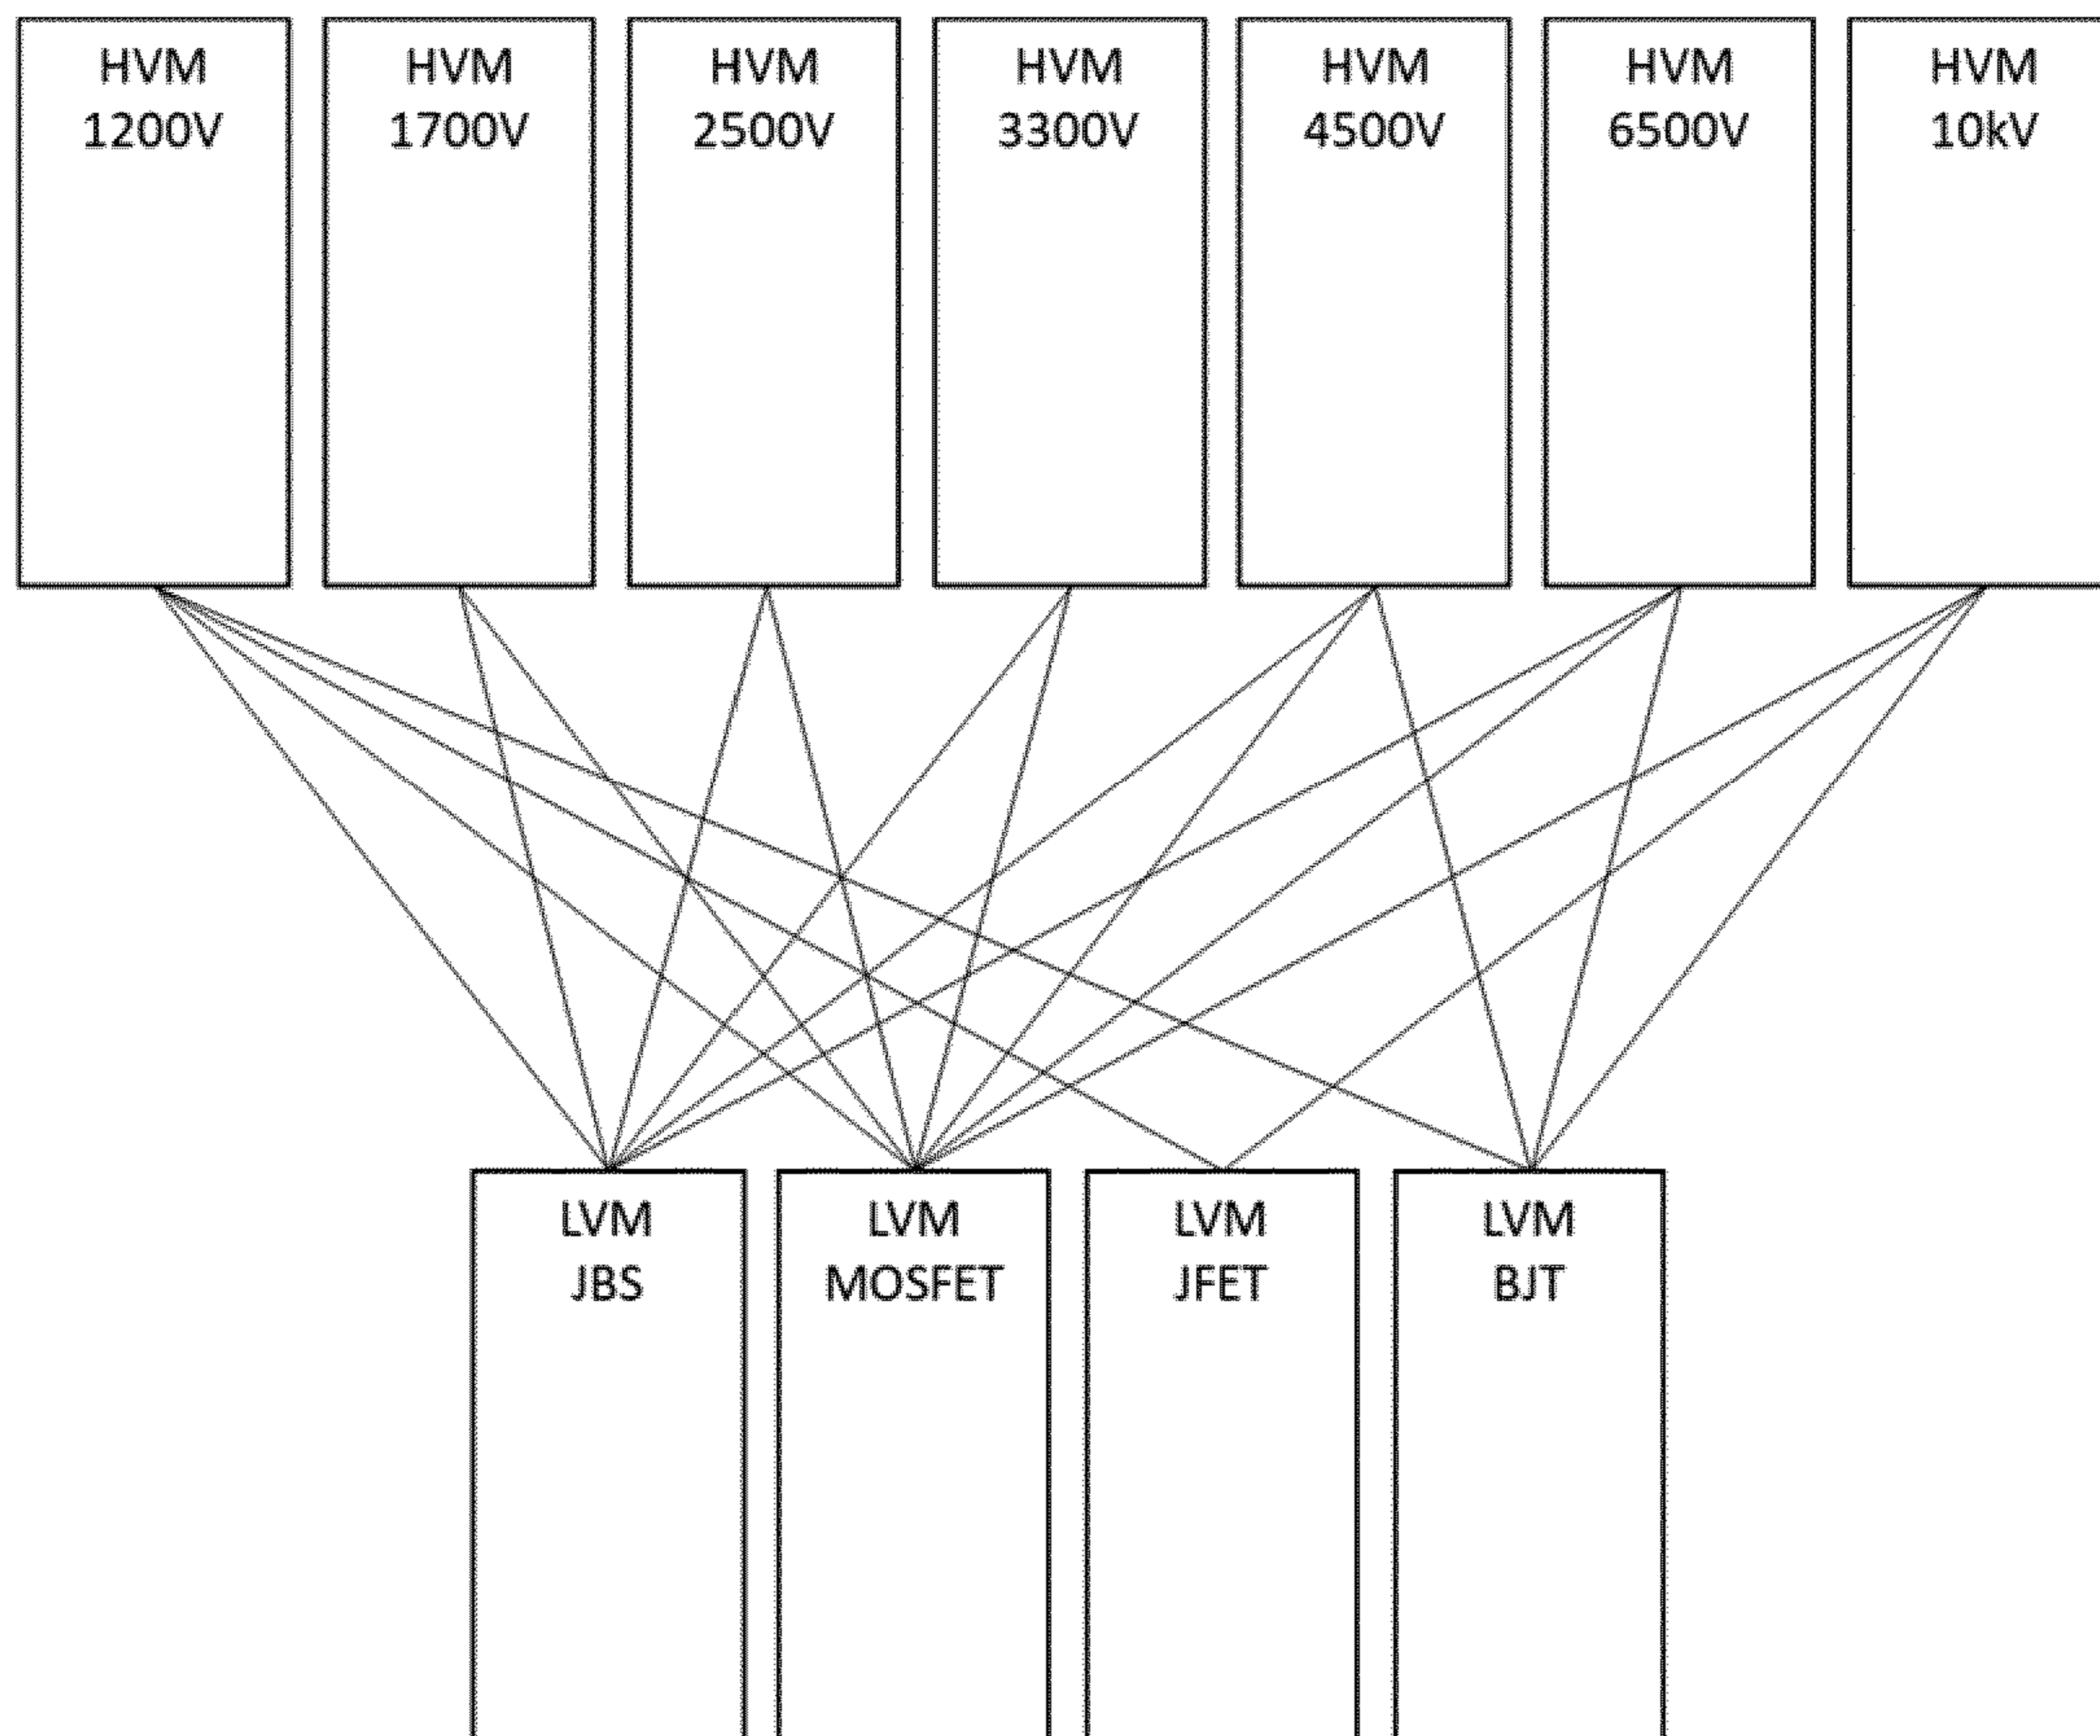 HVM
1200V
HVM
1700V
HVM
2500V
HVM
3300V
HVM
4500V
HVM
6500V
HVM
10kV
LVM
JBS
LVM
MOSFET
LVM
JFET
LVM
BJT